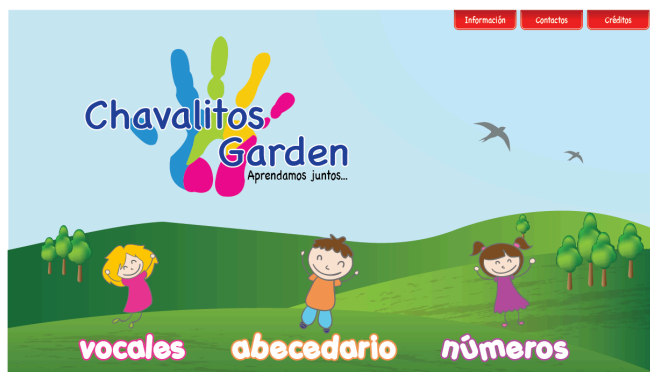 Información Contactos Créditos
Chavalitos
Garden
Aprendamos juntos...
vocales abecedario números